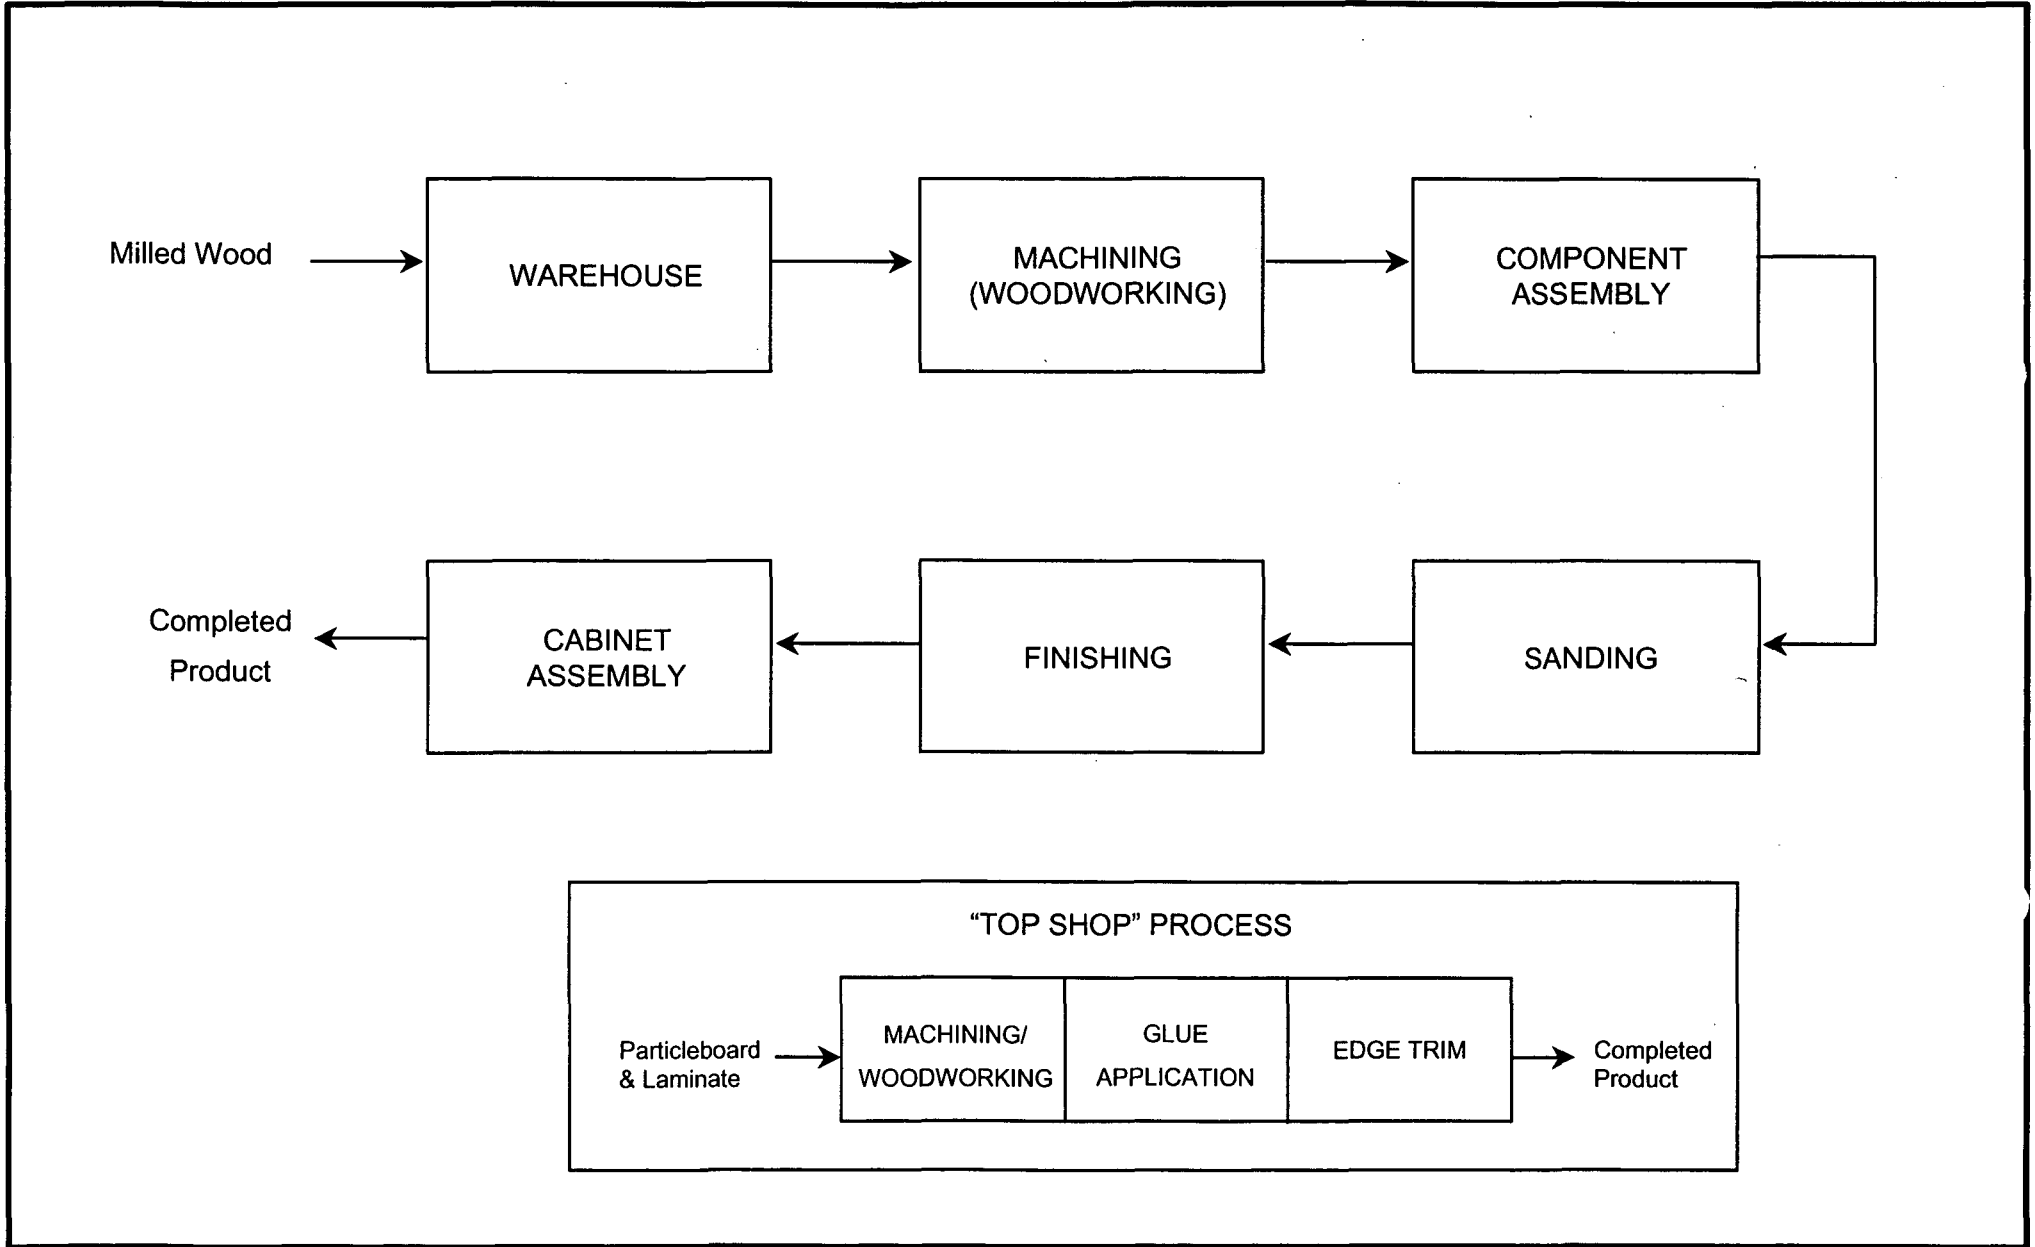 Milled Wood
WAREHOUSE
MACHINING
(WOODWORKING)
COMPONENT
ASSEMBLY
Completed
Product
CABINET
ASSEMBLY
FINISHING
SANDING
“TOP SHOP” PROCESS
Particleboard
& Laminate
MACHINING/
WOODWORKING
GLUE
APPLICATION
EDGE TRIM
Completed
Product